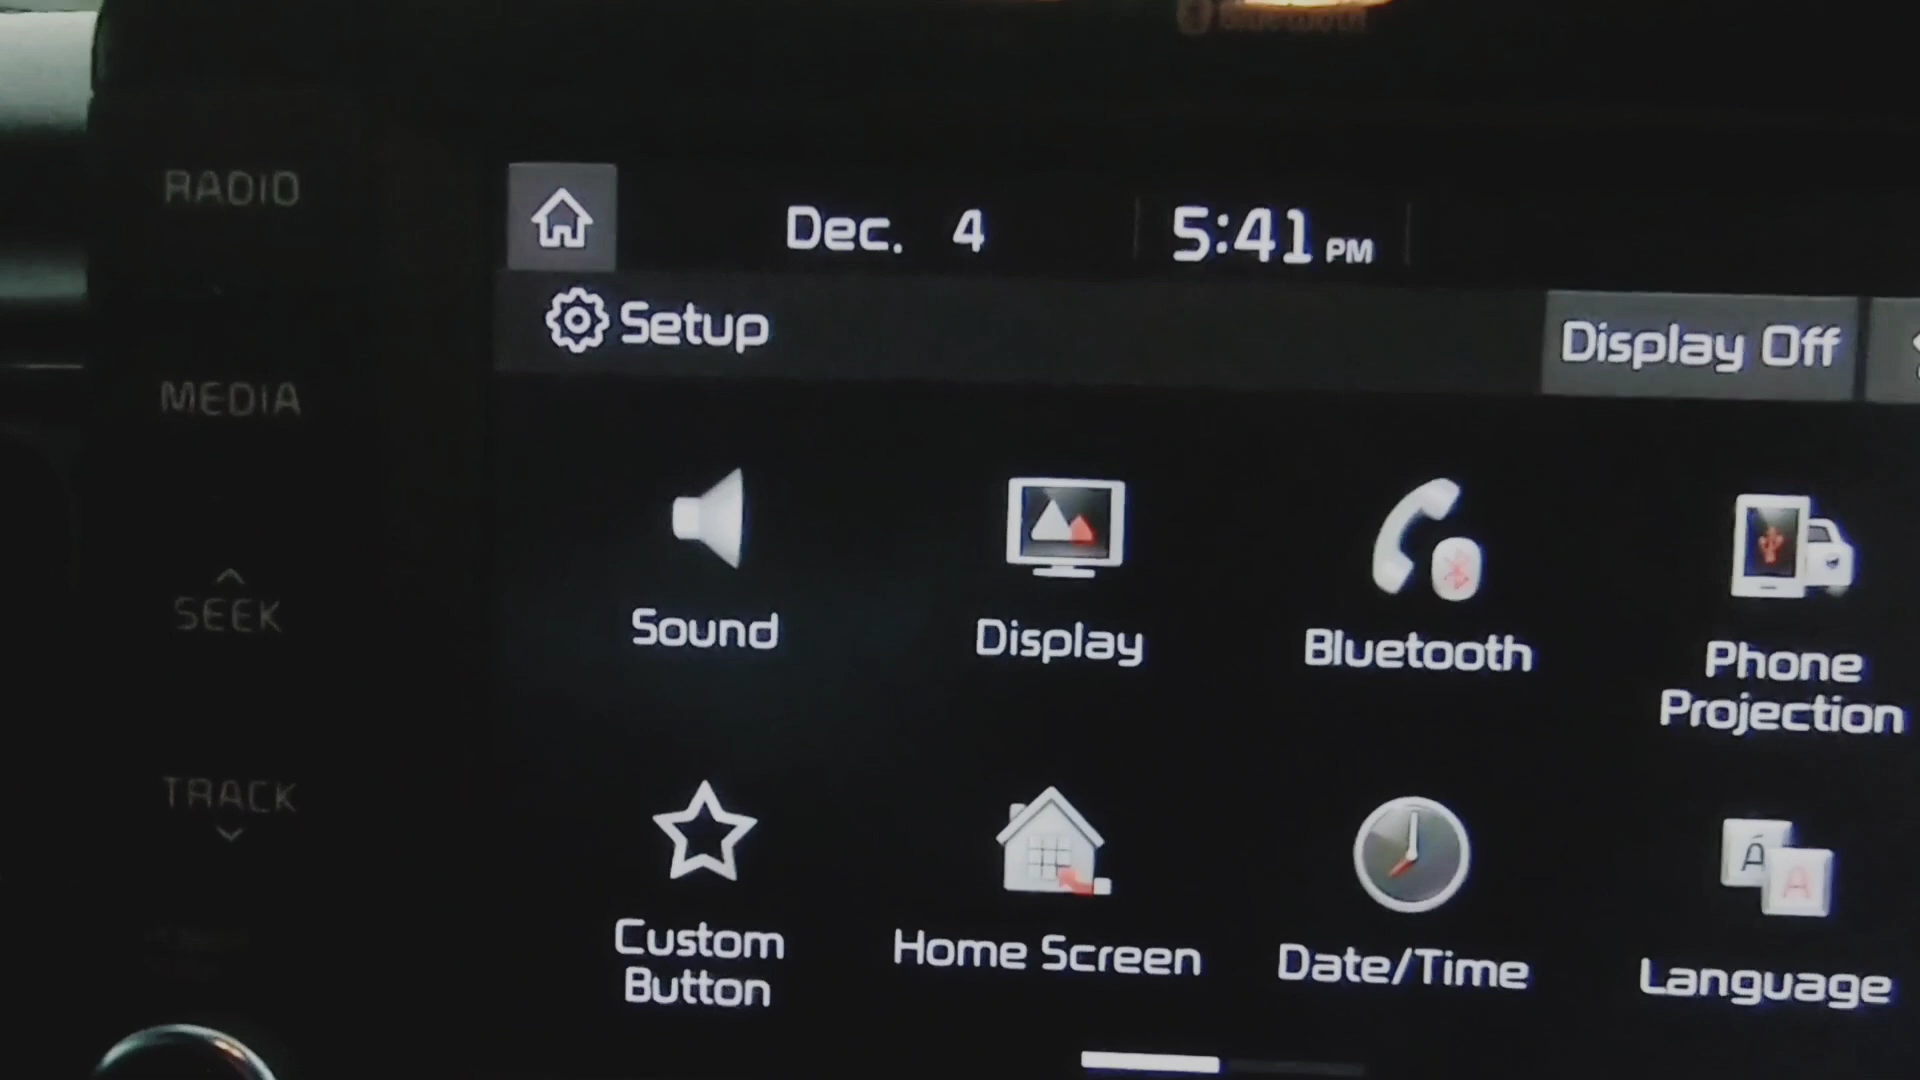 Bluetooth
RADIO
Dec. 4 5:41 PM
Setup
Display Off
MEDIA
SEEK
Sound
Display
Bluetooth
Phone
Projection
TRACK
Custom
Button
Home Screen
Date/Time
Á
A
Language